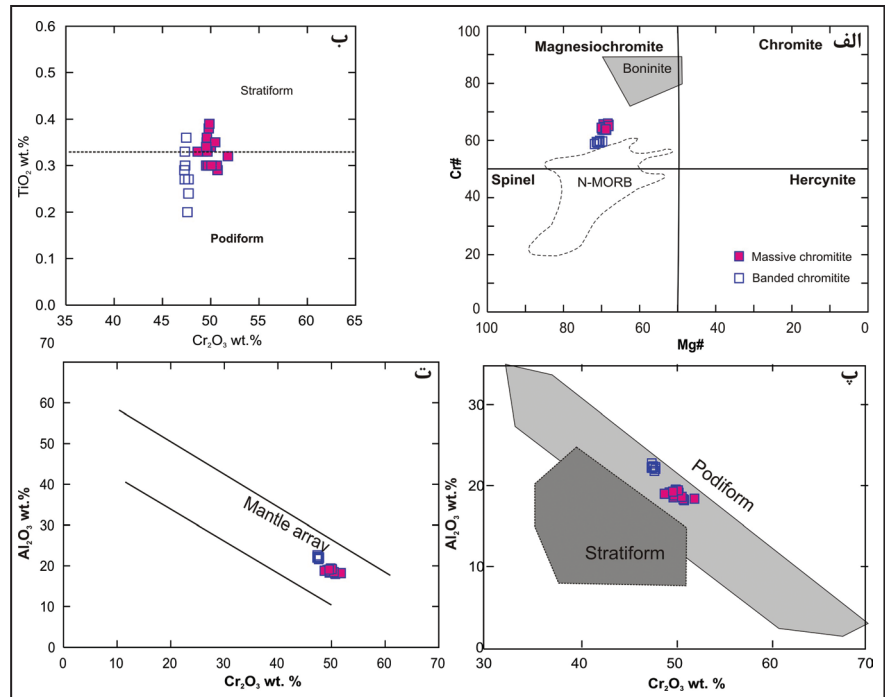 ب
0.6
0.5
0.4
0.3
0.2
0.1
0.0
TiO₂ wt.%
Stratiform
Podiform
35 40 45 50 55 60 65
Cr₂O₃ wt.%
الف
100
80
60
40
20
0
Cr#
Magnesiochromite
Chromite
Boninite
Spinel
N-MORB
Hercynite
Massive chromitite
Banded chromitite
100 80 60 40 20 0
Mg#
ت
70
60
50
40
30
20
10
0
Al₂O₃ wt. %
Mantle array
0 10 20 30 40 50 60 70
Cr₂O₃ wt. %
پ
30
20
10
0
Al₂O₃ wt. %
Podiform
Stratiform
30 40 50 60 70
Cr₂O₃ wt. %